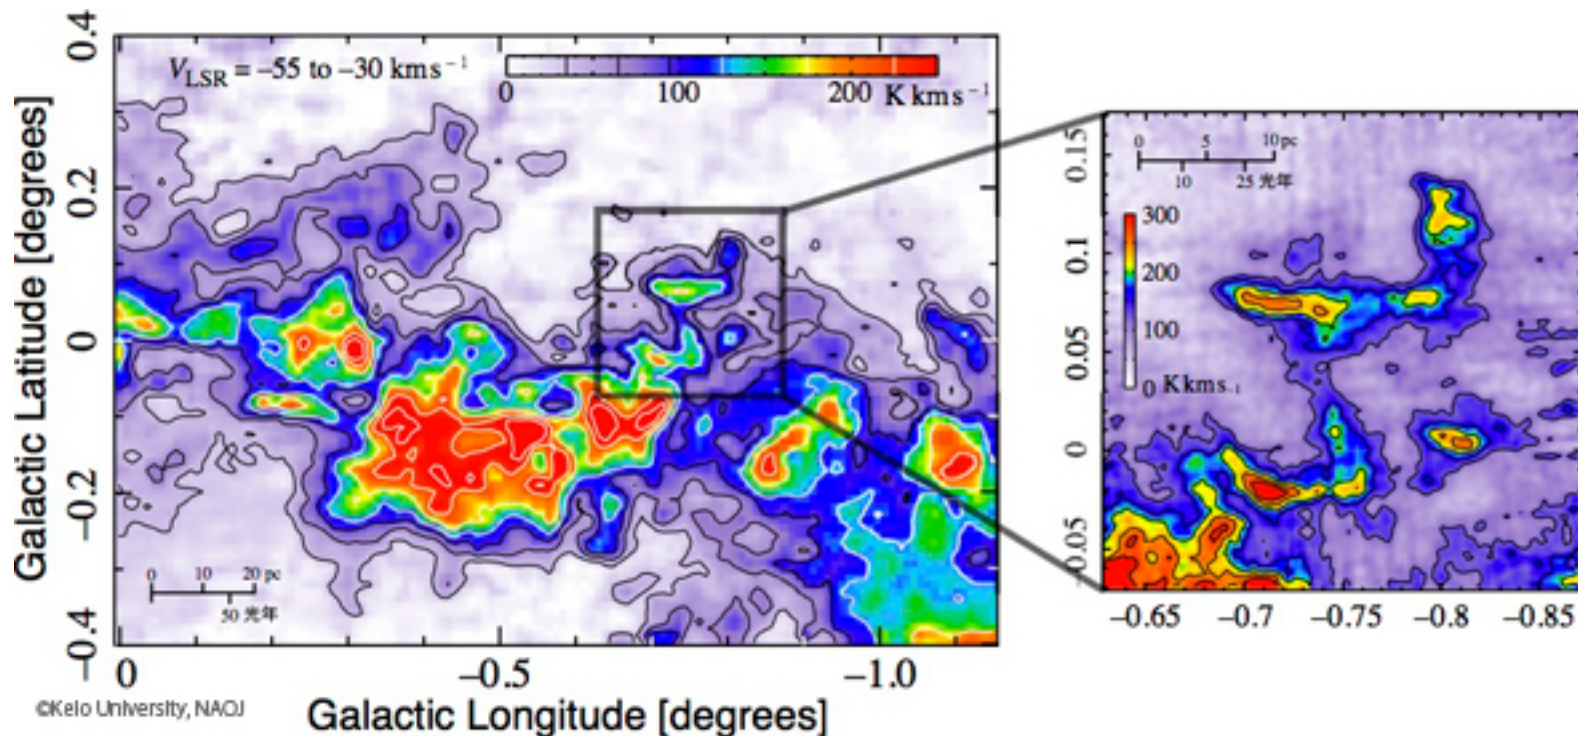 V_LSR = –55 to –30 km s⁻¹
0 100 200 K km s⁻¹
Galactic Latitude [degrees]
0.4
0.2
0
–0.2
–0.4
0 10 20 pc
50 光年
0 –0.5 –1.0
Galactic Longitude [degrees]
©Keio University, NAOJ
0 5 10 pc
10 25 光年
300
200
100
0 K km s⁻¹
0.15
0.1
0.05
0
–0.05
–0.65 –0.7 –0.75 –0.8 –0.85